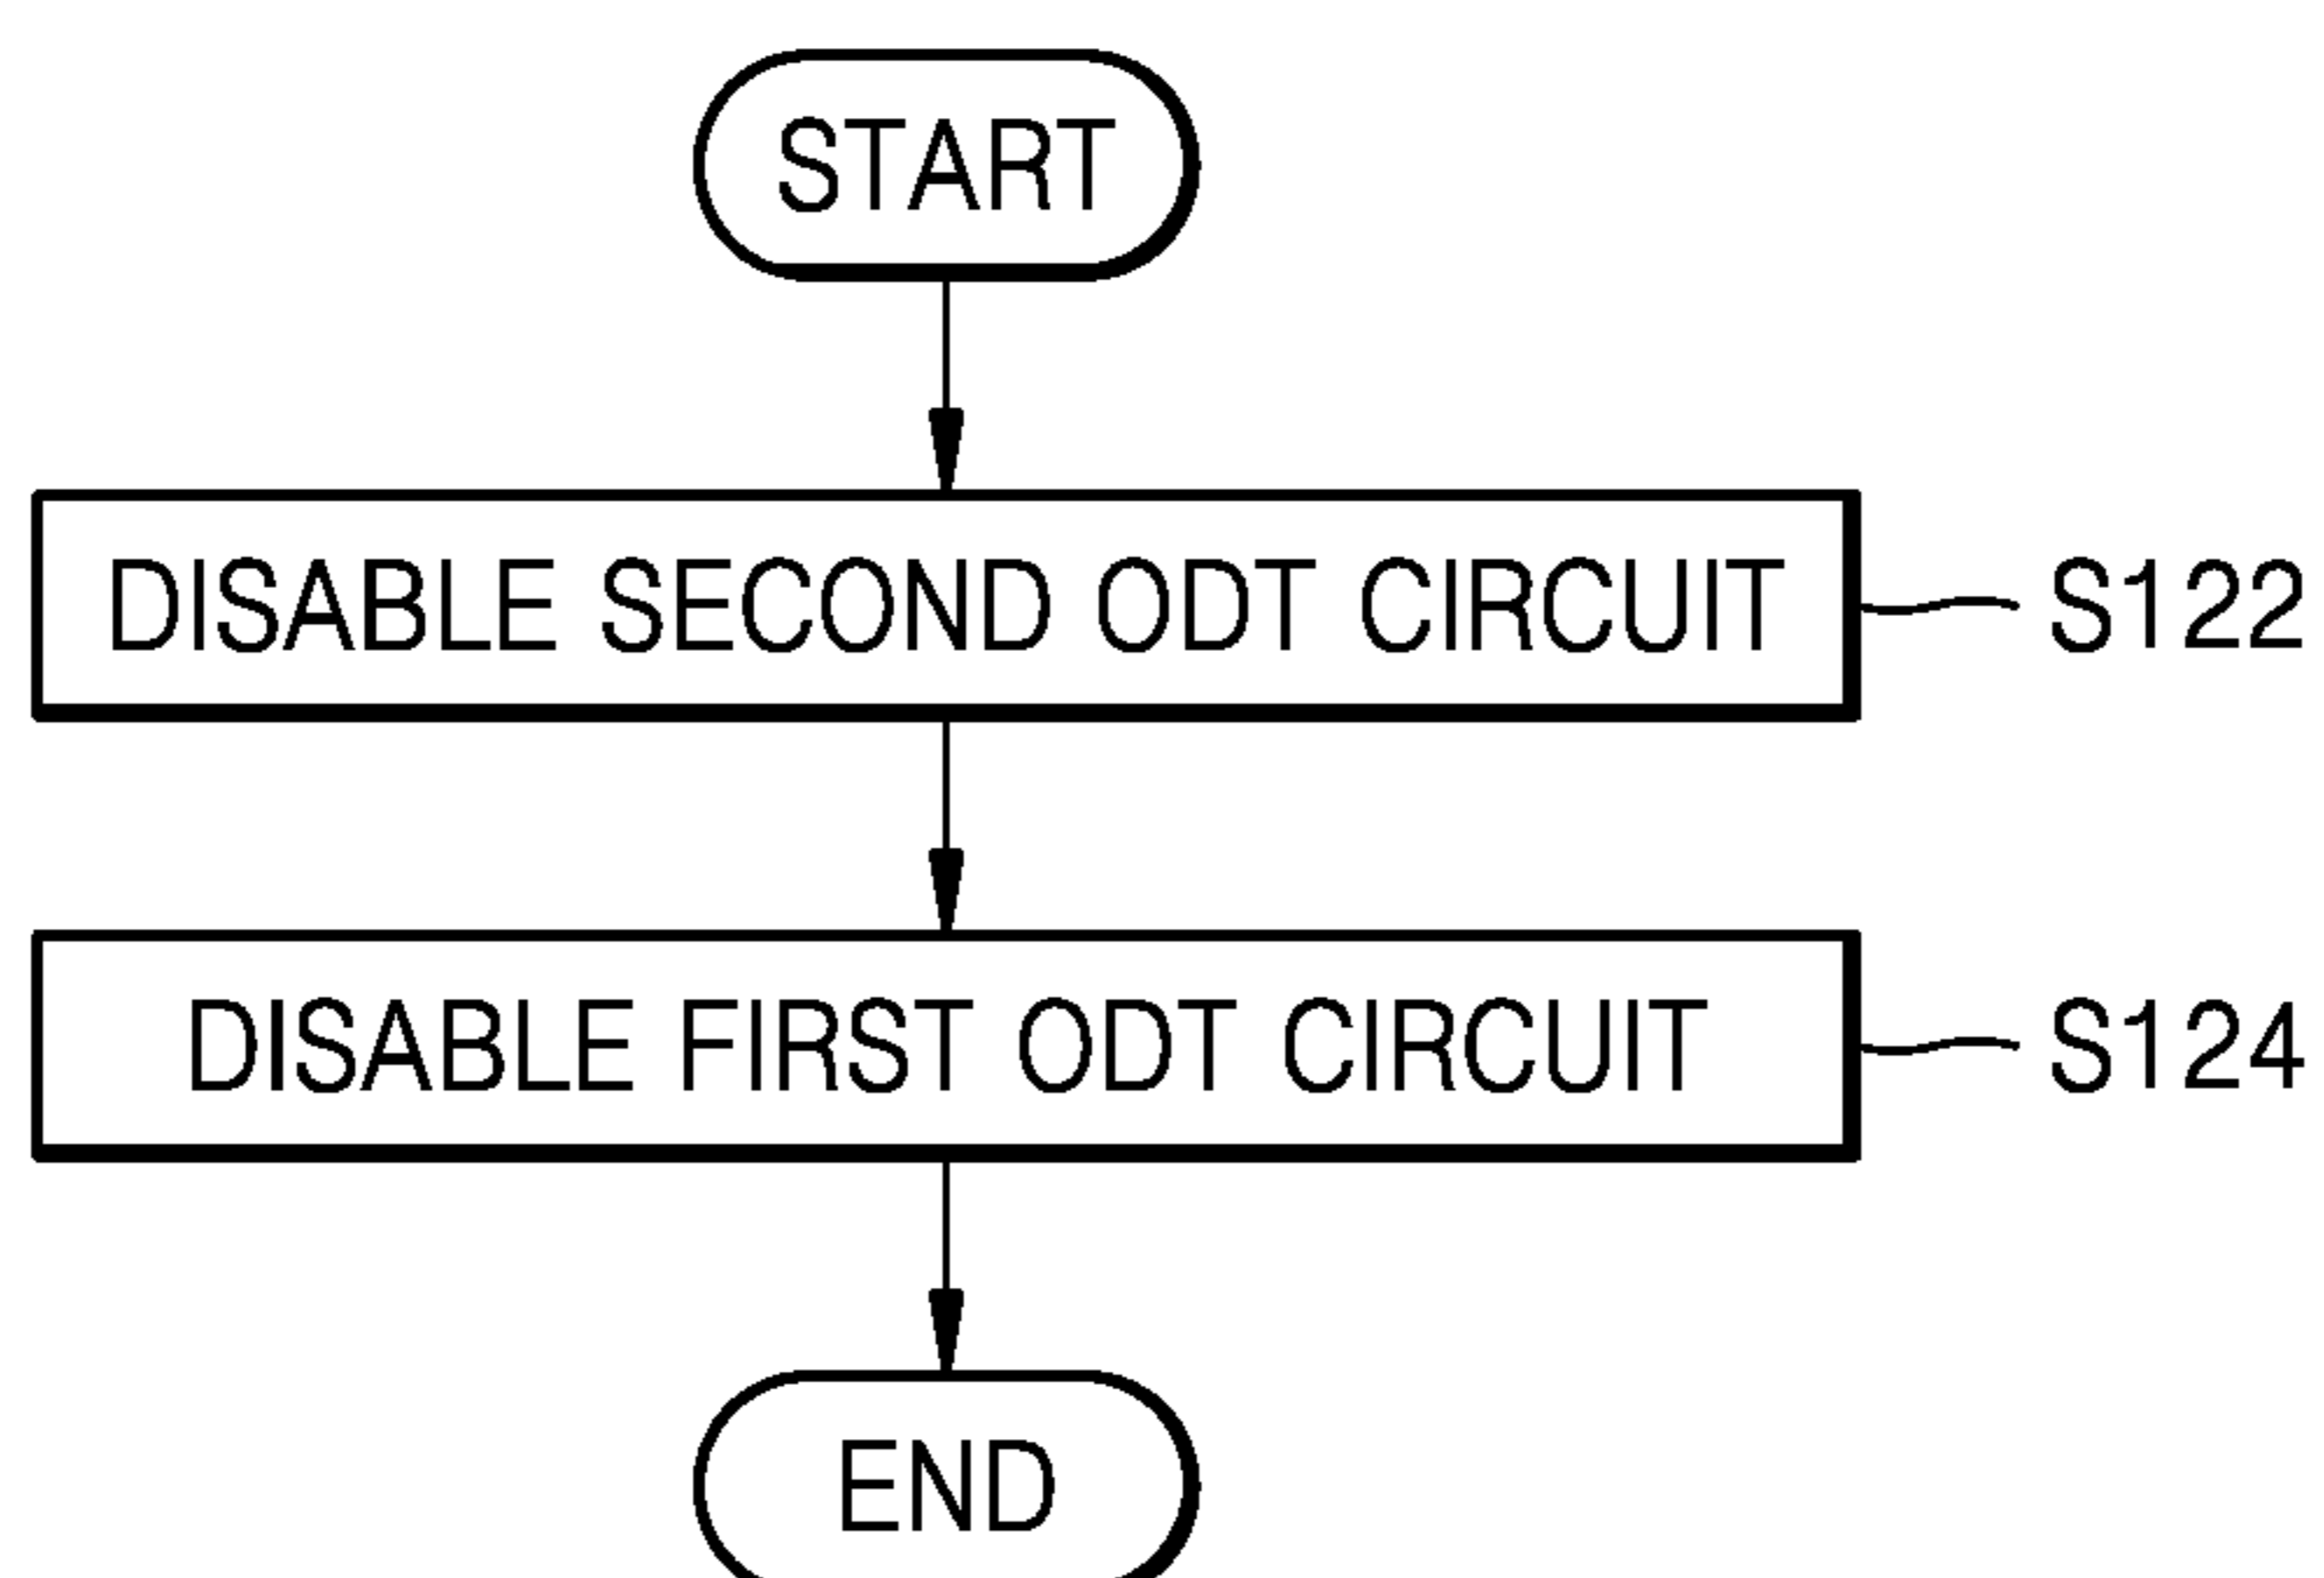 START
DISABLE SECOND ODT CIRCUIT
S122
DISABLE FIRST ODT CIRCUIT
S124
END